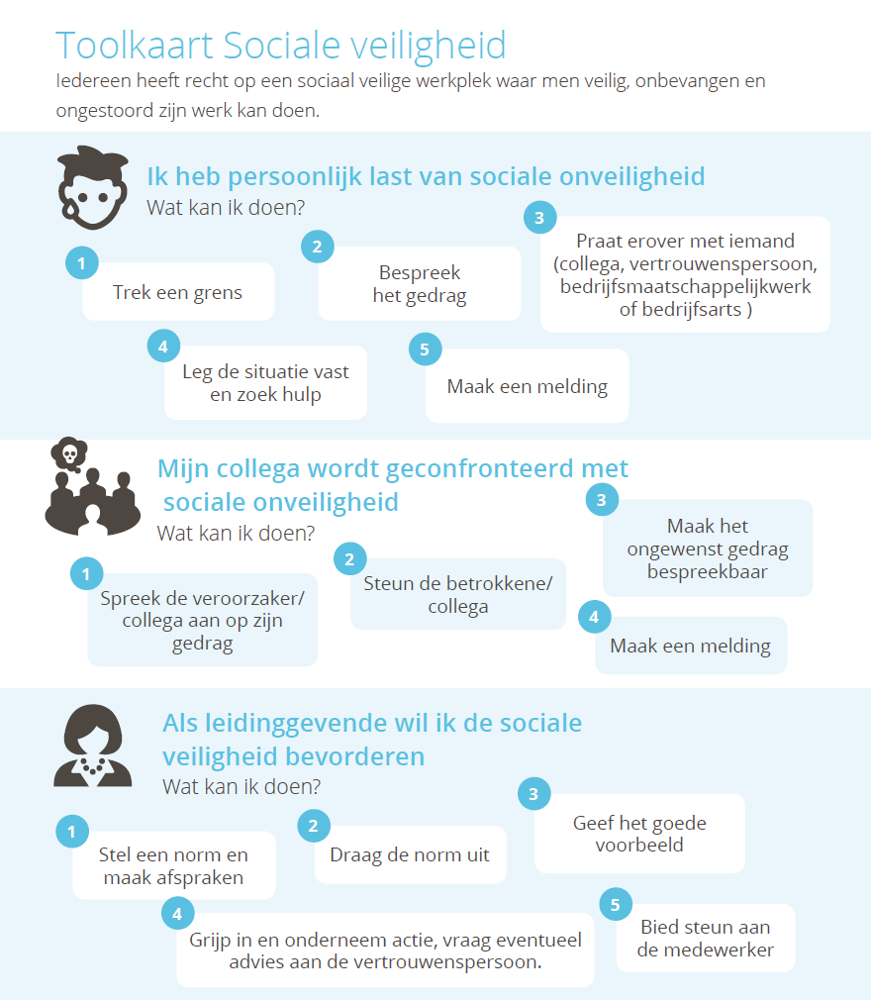 Toolkaart Sociale veiligheid
Iedereen heeft recht op een sociaal veilige werkplek waar men veilig, onbevangen en
ongestoord zijn werk kan doen.
Ik heb persoonlijk last van sociale onveiligheid
Wat kan ik doen?
1
Trek een grens
2
Bespreek
het gedrag
3
Praat erover met iemand
(collega, vertrouwenspersoon,
bedrijfsmaatschappelijkwerk
of bedrijfsarts )
4
Leg de situatie vast
en zoek hulp
5
Maak een melding
Mijn collega wordt geconfronteerd met
sociale onveiligheid
Wat kan ik doen?
1
Spreek de veroorzaker/
collega aan op zijn
gedrag
2
Steun de betrokkene/
collega
3
Maak het
ongewenst gedrag
bespreekbaar
4
Maak een melding
Als leidinggevende wil ik de sociale
veiligheid bevorderen
Wat kan ik doen?
1
Stel een norm en
maak afspraken
2
Draag de norm uit
3
Geef het goede
voorbeeld
4
Grijp in en onderneem actie, vraag eventueel
advies aan de vertrouwenspersoon.
5
Bied steun aan
de medewerker